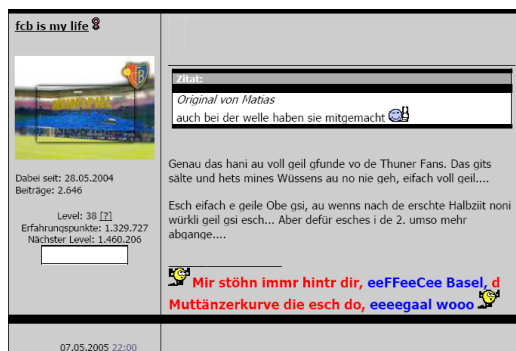 fcb is my life
Zitat:
Original von Matias
auch bei der welle haben sie mitgemacht
Dabei seit: 28.05.2004
Beiträge: 2.646
Level: 38 [?]
Erfahrungspunkte: 1.329.727
Nächster Level: 1.460.206
Genau das hani au voll geil gfunde vo de Thuner Fans. Das gits
sälte und hets mines Wüssens au no nie geh, eifach voll geil....
Esch eifach e geile Obe gsi, au wenns nach de erschte Halbziit noni
würkli geil gsi esch... Aber defür esches i de 2. umso mehr
abgange....
Mir stöhn immr hintr dir, eeFFeeCee Basel, d
Muttänzerkurve die esch do, eeeegaal wooo
07.05.2005 22:00